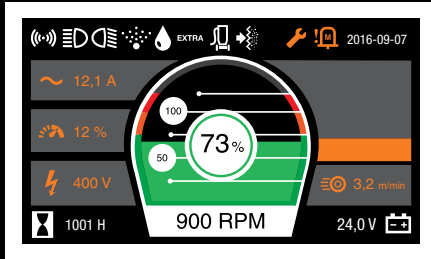 EXTRA
M
2016-09-07
12,1 A
100
12 %
73%
50
400 V
3,2 m/min
1001 H
900 RPM
24,0 V